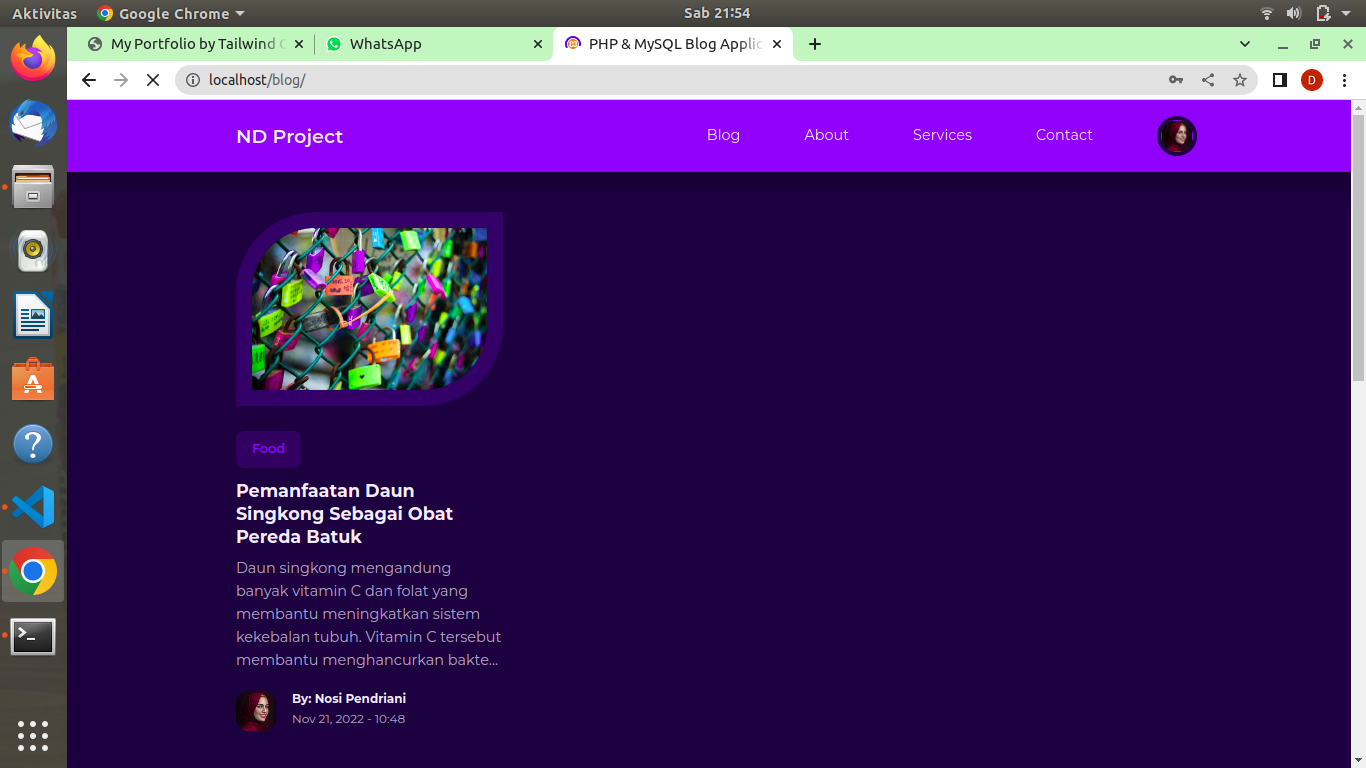 Aktivitas
Google Chrome
Sab 21:54
My Portfolio by Tailwind
WhatsApp
PHP & MySQL Blog Applic
localhost/blog/
D
ND Project
Blog
About
Services
Contact
Food
Pemanfaatan Daun
Singkong Sebagai Obat
Pereda Batuk
Daun singkong mengandung
banyak vitamin C dan folat yang
membantu meningkatkan sistem
kekebalan tubuh. Vitamin C tersebut
membantu menghancurkan bakte...
By: Nosi Pendriani
Nov 21, 2022 - 10:48